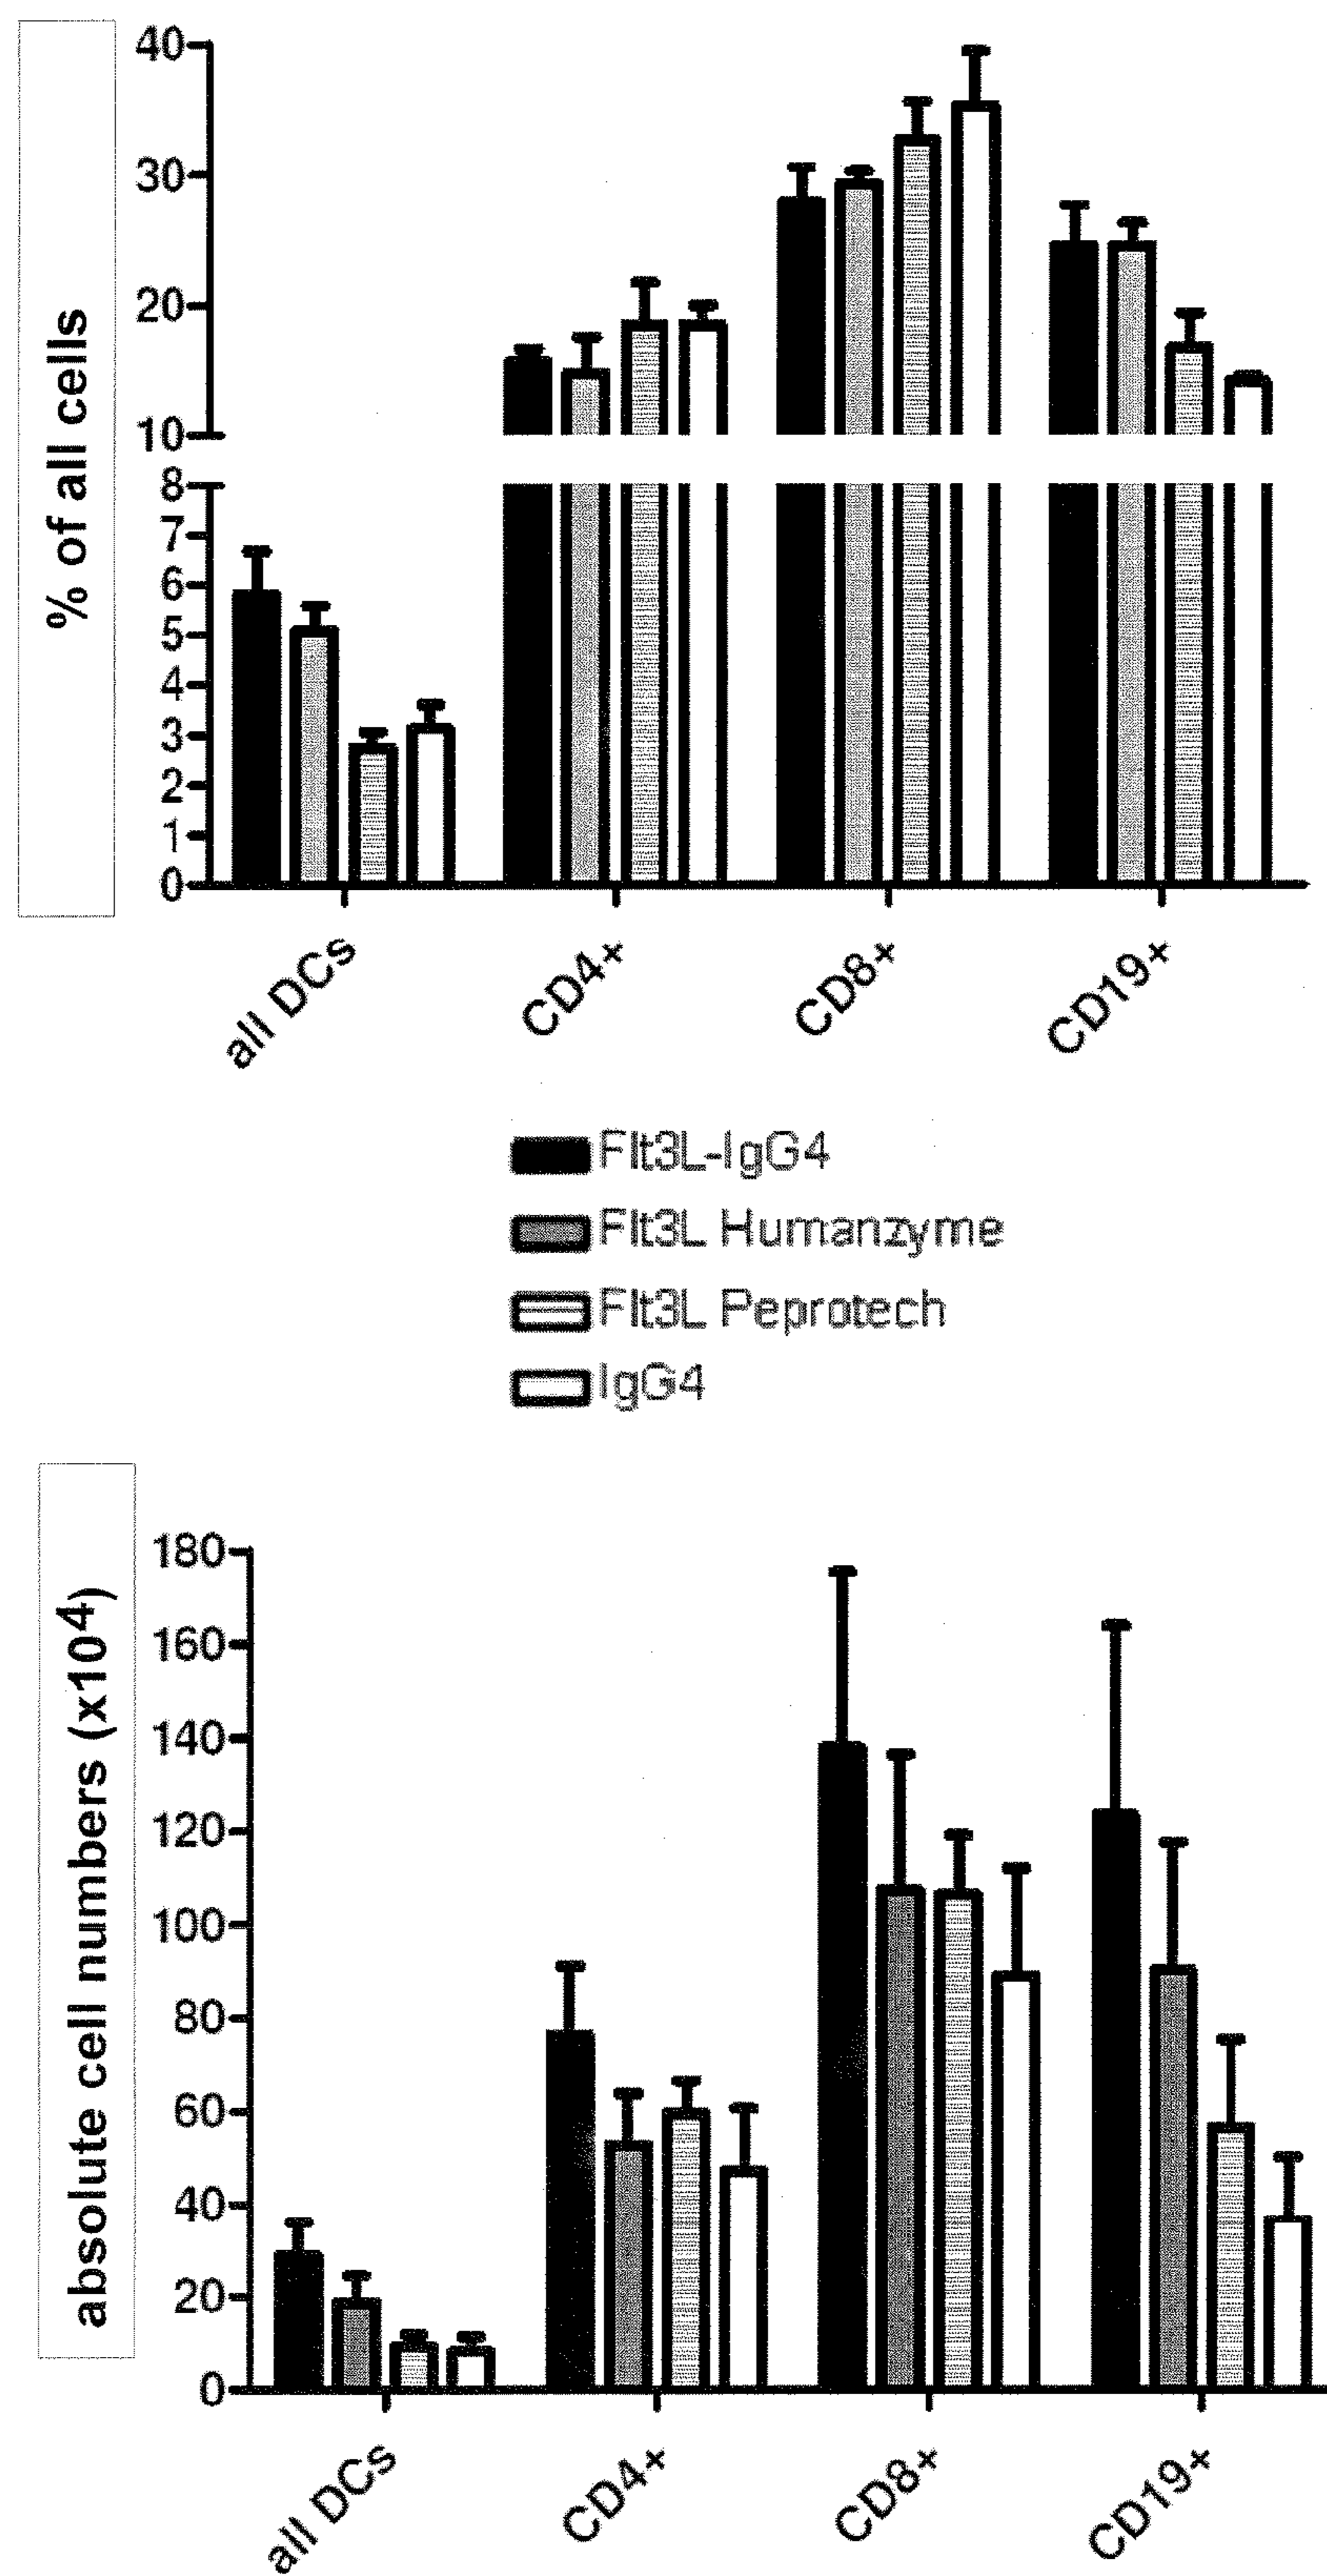 % of all cells
40
30
20
10
8
7
6
5
4
3
2
1
0
all DCs
CD4+
CD8+
CD19+
Flt3L-IgG4
Flt3L Humanzyme
Flt3L Peprotech
IgG4
absolute cell numbers (x10⁴)
180
160
140
120
100
80
60
40
20
0
all DCs
CD4+
CD8+
CD19+